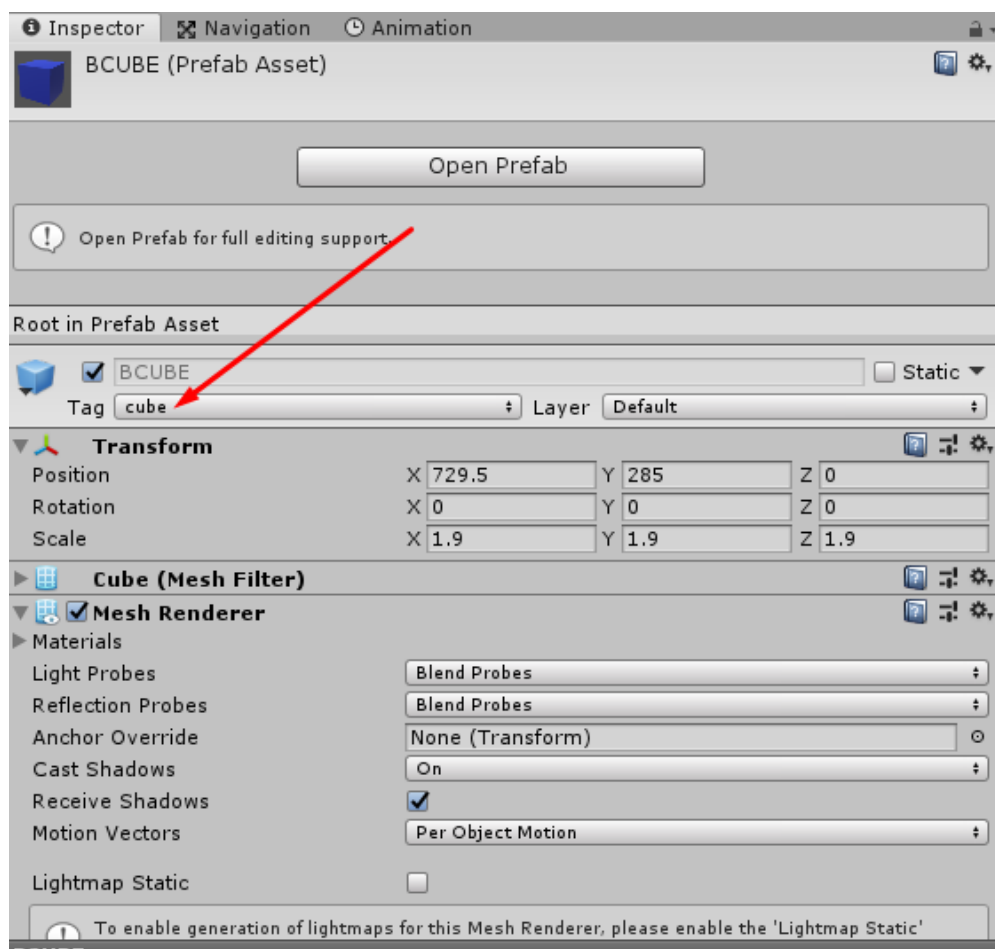 Inspector Navigation Animation
BCUBE (Prefab Asset)
Open Prefab
Open Prefab for full editing support.
Root in Prefab Asset
BCUBE Static
Tag cube Layer Default
Transform
Position X 729.5 Y 285 Z 0
Rotation X 0 Y 0 Z 0
Scale X 1.9 Y 1.9 Z 1.9
Cube (Mesh Filter)
Mesh Renderer
Materials
Light Probes Blend Probes
Reflection Probes Blend Probes
Anchor Override None (Transform)
Cast Shadows On
Receive Shadows
Motion Vectors Per Object Motion
Lightmap Static
To enable generation of lightmaps for this Mesh Renderer, please enable the 'Lightmap Static'